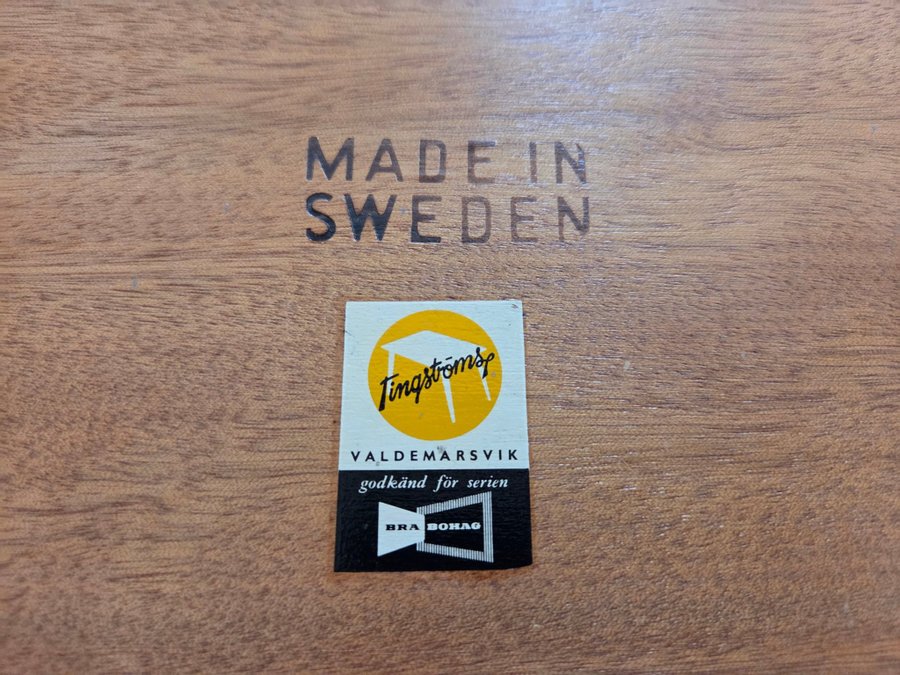 MADE IN
SWEDEN
Tingströms
VALDEMARSVIK
godkänd för serien
BRA BOHAG